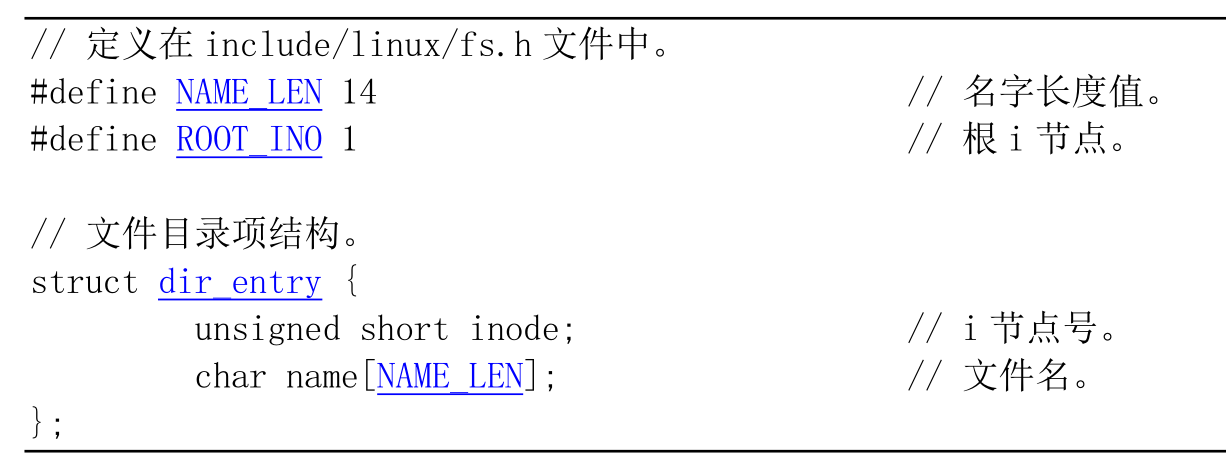 // 定义在 include/linux/fs.h 文件中。
#define NAME_LEN 14 // 名字长度值。
#define ROOT_INO 1 // 根 i 节点。
// 文件目录项结构。
struct dir_entry {
unsigned short inode; // i 节点号。
char name[NAME_LEN]; // 文件名。
};